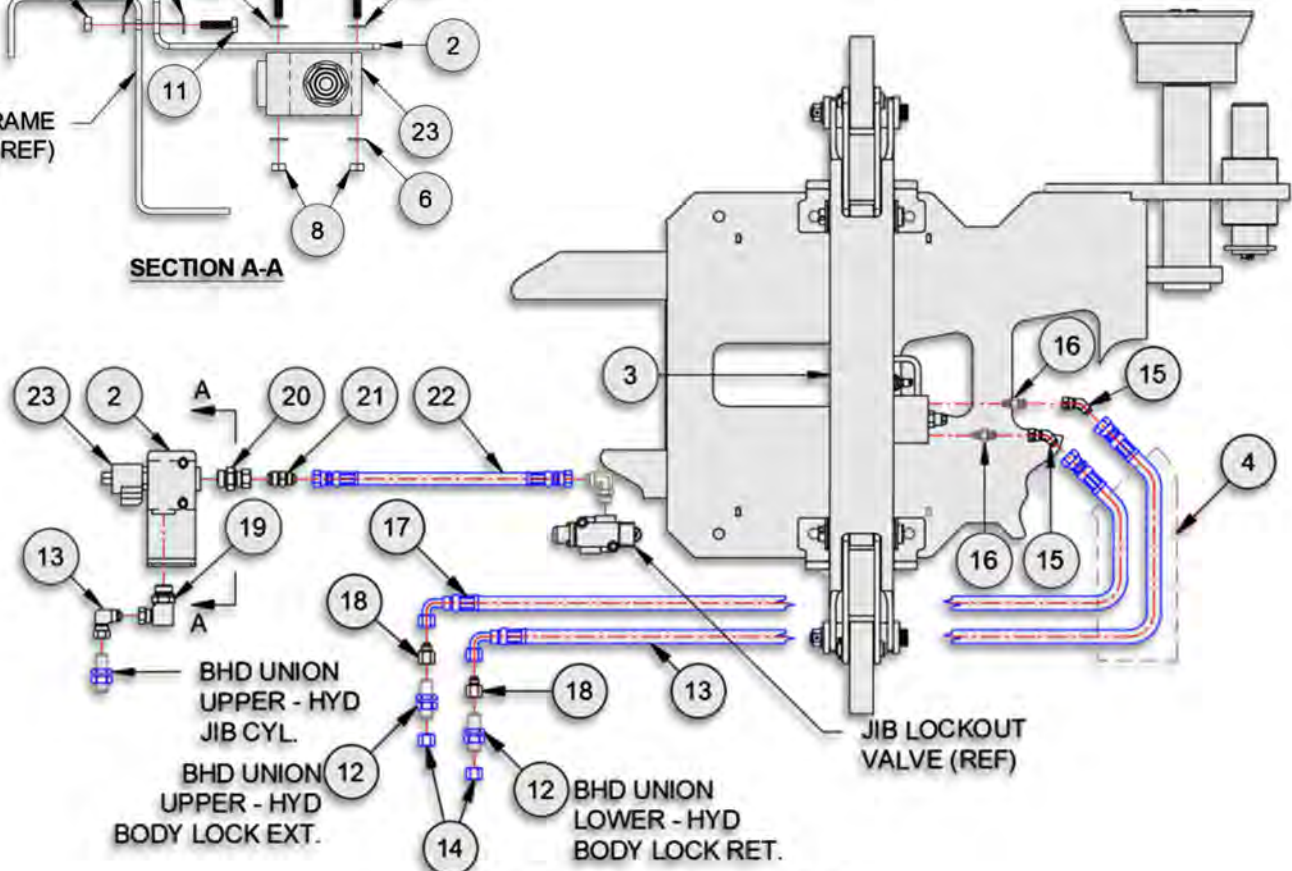 2
11
RAME
REF)
23
6
8
SECTION A-A
3
16
15
23
2
A
20
21
22
4
19
13
17
16
15
A
18
BHD UNION
UPPER - HYD
JIB CYL.
18
13
JIB LOCKOUT
VALVE (REF)
BHD UNION
UPPER - HYD
BODY LOCK EXT.
12
12
BHD UNION
LOWER - HYD
BODY LOCK RET.
14